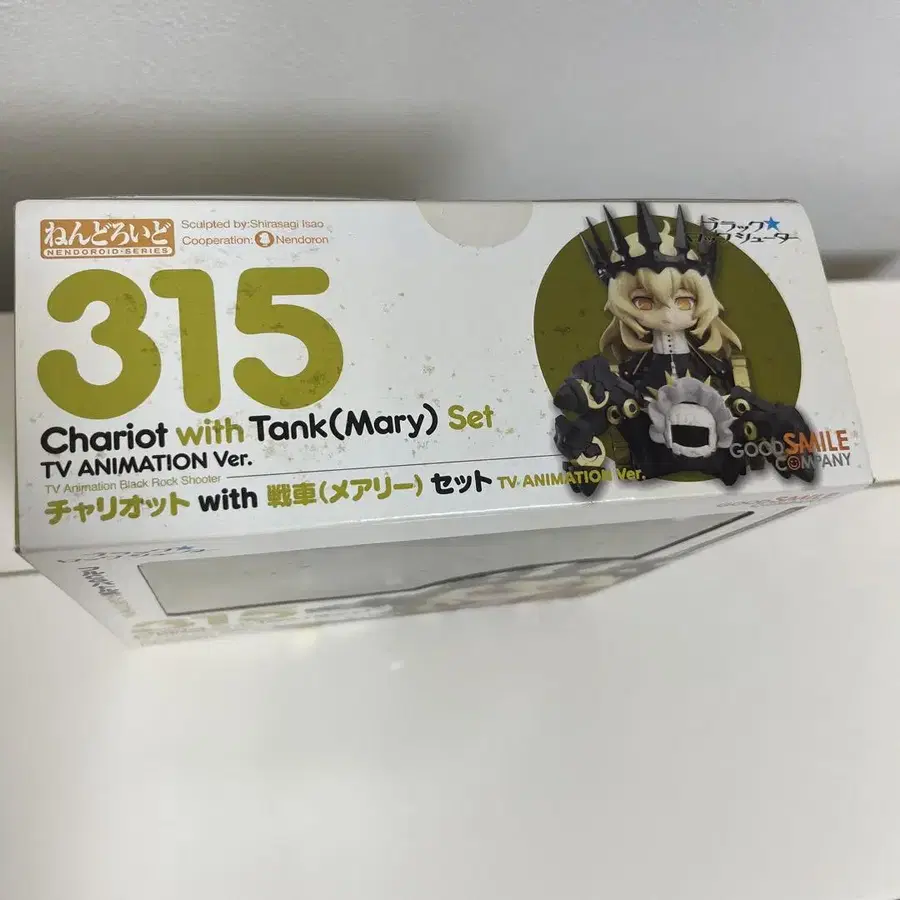 ねんどろいど
NENDOROID·SERIES
Sculpted by:Shirasagi Isao
Cooperation: Nendoron
315
Chariot with Tank(Mary) Set
TV ANIMATION Ver.
TV Animation Black Rock Shooter
チャリオット with 戦車(メアリー) セット TV ANIMATION Ver.
ブラック★
ロックシューター
GOOD SMILE
COMPANY
315